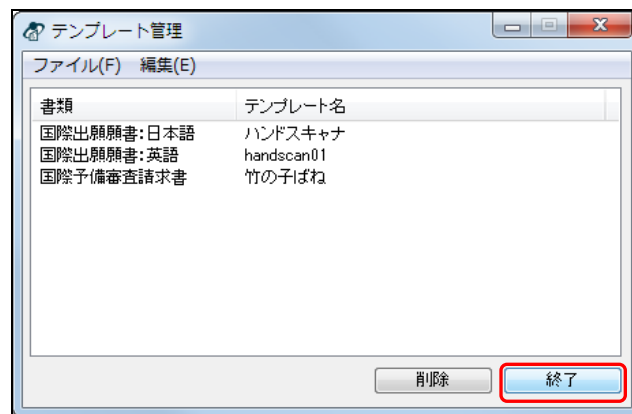 テンプレート管理
ファイル(F) 編集(E)
書類 テンプレート名
国際出願願書:日本語 ハンドスキャナ
国際出願願書:英語 handscan01
国際予備審査請求書 竹の子ばね
削除 終了